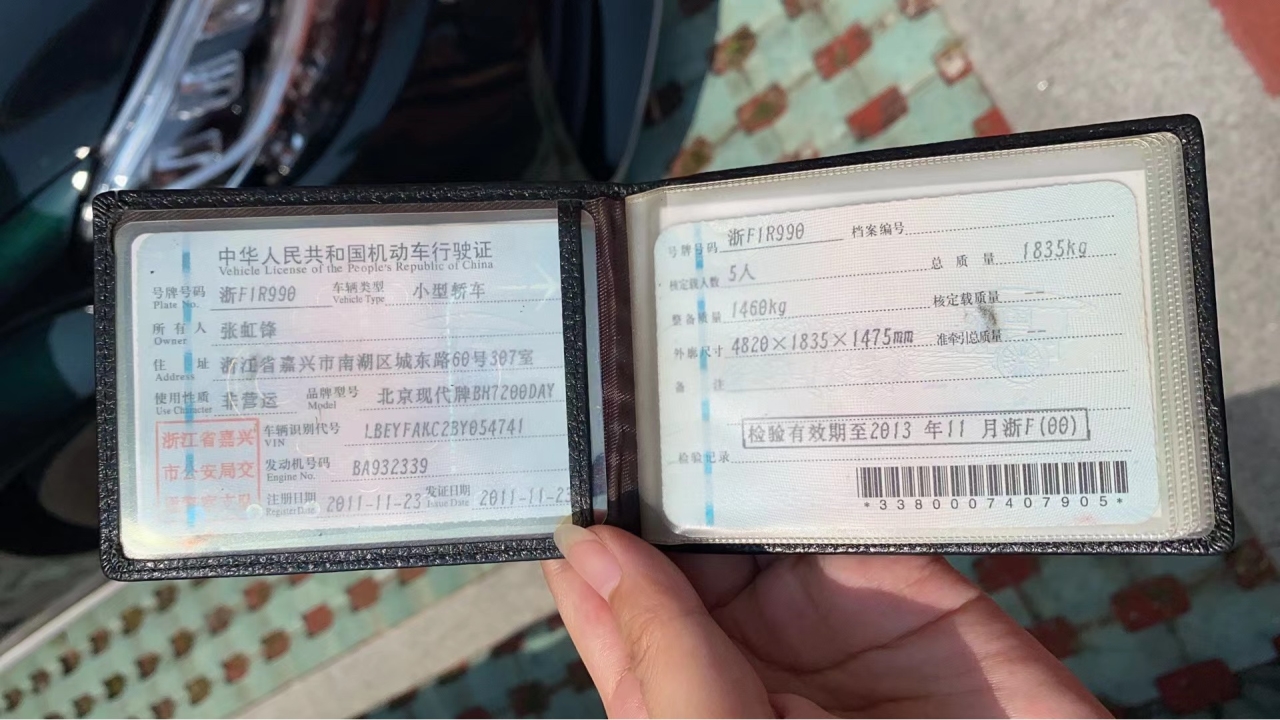 中华人民共和国机动车行驶证
Vehicle License of the People's Republic of China
号牌号码 浙F1R990 车辆类型 小型轿车
Plate No. Vehicle Type
所有人 张虹锋
Owner
住址 浙江省嘉兴市南湖区城东路60号307室
Address
使用性质 非营运 品牌型号 北京现代牌BH7200DAY
Use Character Model
浙江省嘉兴
市公安局交
车辆识别代号 LBEYFAKC2BY054741
VIN
发动机号码 BA932339
Engine No.
注册日期 2011-11-23 发证日期 2011-11-23
Register Date Issue Date
号牌号码 浙F1R990 档案编号
核定载人数 5人 总质量 1835kg
整备质量 1460kg 核定载质量 --
外廓尺寸 4820×1835×1475mm 准牵引总质量 --
备注
检验有效期至2013 年11 月浙F(00)
检验记录
*3380007407905*